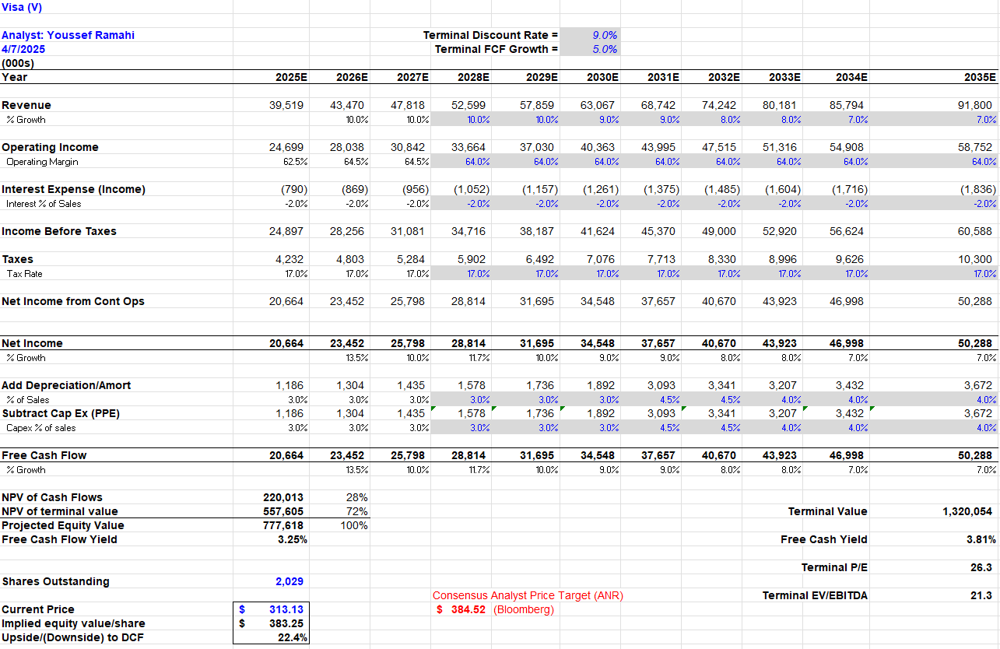 Visa (V)
Analyst: Youssef Ramahi Terminal Discount Rate = 9.0%
4/7/2025 Terminal FCF Growth = 5.0%
(000s)
Year 2025E 2026E 2027E 2028E 2029E 2030E 2031E 2032E 2033E 2034E 2035E
Revenue 39,519 43,470 47,818 52,599 57,859 63,067 68,742 74,242 80,181 85,794 91,800
% Growth 10.0% 10.0% 10.0% 10.0% 9.0% 9.0% 8.0% 8.0% 7.0% 7.0%
Operating Income 24,699 28,038 30,842 33,664 37,030 40,363 43,995 47,515 51,316 54,908 58,752
Operating Margin 62.5% 64.5% 64.5% 64.0% 64.0% 64.0% 64.0% 64.0% 64.0% 64.0% 64.0%
Interest Expense (Income) (790) (869) (956) (1,052) (1,157) (1,261) (1,375) (1,485) (1,604) (1,716) (1,836)
Interest % of Sales -2.0% -2.0% -2.0% -2.0% -2.0% -2.0% -2.0% -2.0% -2.0% -2.0% -2.0%
Income Before Taxes 24,897 28,256 31,081 34,716 38,187 41,624 45,370 49,000 52,920 56,624 60,588
Taxes 4,232 4,803 5,284 5,902 6,492 7,076 7,713 8,330 8,996 9,626 10,300
Tax Rate 17.0% 17.0% 17.0% 17.0% 17.0% 17.0% 17.0% 17.0% 17.0% 17.0% 17.0%
Net Income from Cont Ops 20,664 23,452 25,798 28,814 31,695 34,548 37,657 40,670 43,923 46,998 50,288
Net Income 20,664 23,452 25,798 28,814 31,695 34,548 37,657 40,670 43,923 46,998 50,288
% Growth 13.5% 10.0% 11.7% 10.0% 9.0% 9.0% 8.0% 8.0% 7.0% 7.0%
Add Depreciation/Amort 1,186 1,304 1,435 1,578 1,736 1,892 3,093 3,341 3,207 3,432 3,672
% of Sales 3.0% 3.0% 3.0% 3.0% 3.0% 3.0% 4.5% 4.5% 4.0% 4.0% 4.0%
Subtract Cap Ex (PPE) 1,186 1,304 1,435 1,578 1,736 1,892 3,093 3,341 3,207 3,432 3,672
Capex % of sales 3.0% 3.0% 3.0% 3.0% 3.0% 3.0% 4.5% 4.5% 4.0% 4.0% 4.0%
Free Cash Flow 20,664 23,452 25,798 28,814 31,695 34,548 37,657 40,670 43,923 46,998 50,288
% Growth 13.5% 10.0% 11.7% 10.0% 9.0% 9.0% 8.0% 8.0% 7.0% 7.0%
NPV of Cash Flows 220,013 28%
NPV of terminal value 557,605 72% Terminal Value 1,320,054
Projected Equity Value 777,618 100%
Free Cash Flow Yield 3.25% Free Cash Yield 3.81%
Terminal P/E 26.3
Shares Outstanding 2,029
Consensus Analyst Price Target (ANR) Terminal EV/EBITDA 21.3
Current Price $ 313.13 $ 384.52 (Bloomberg)
Implied equity value/share $ 383.25
Upside/(Downside) to DCF 22.4%